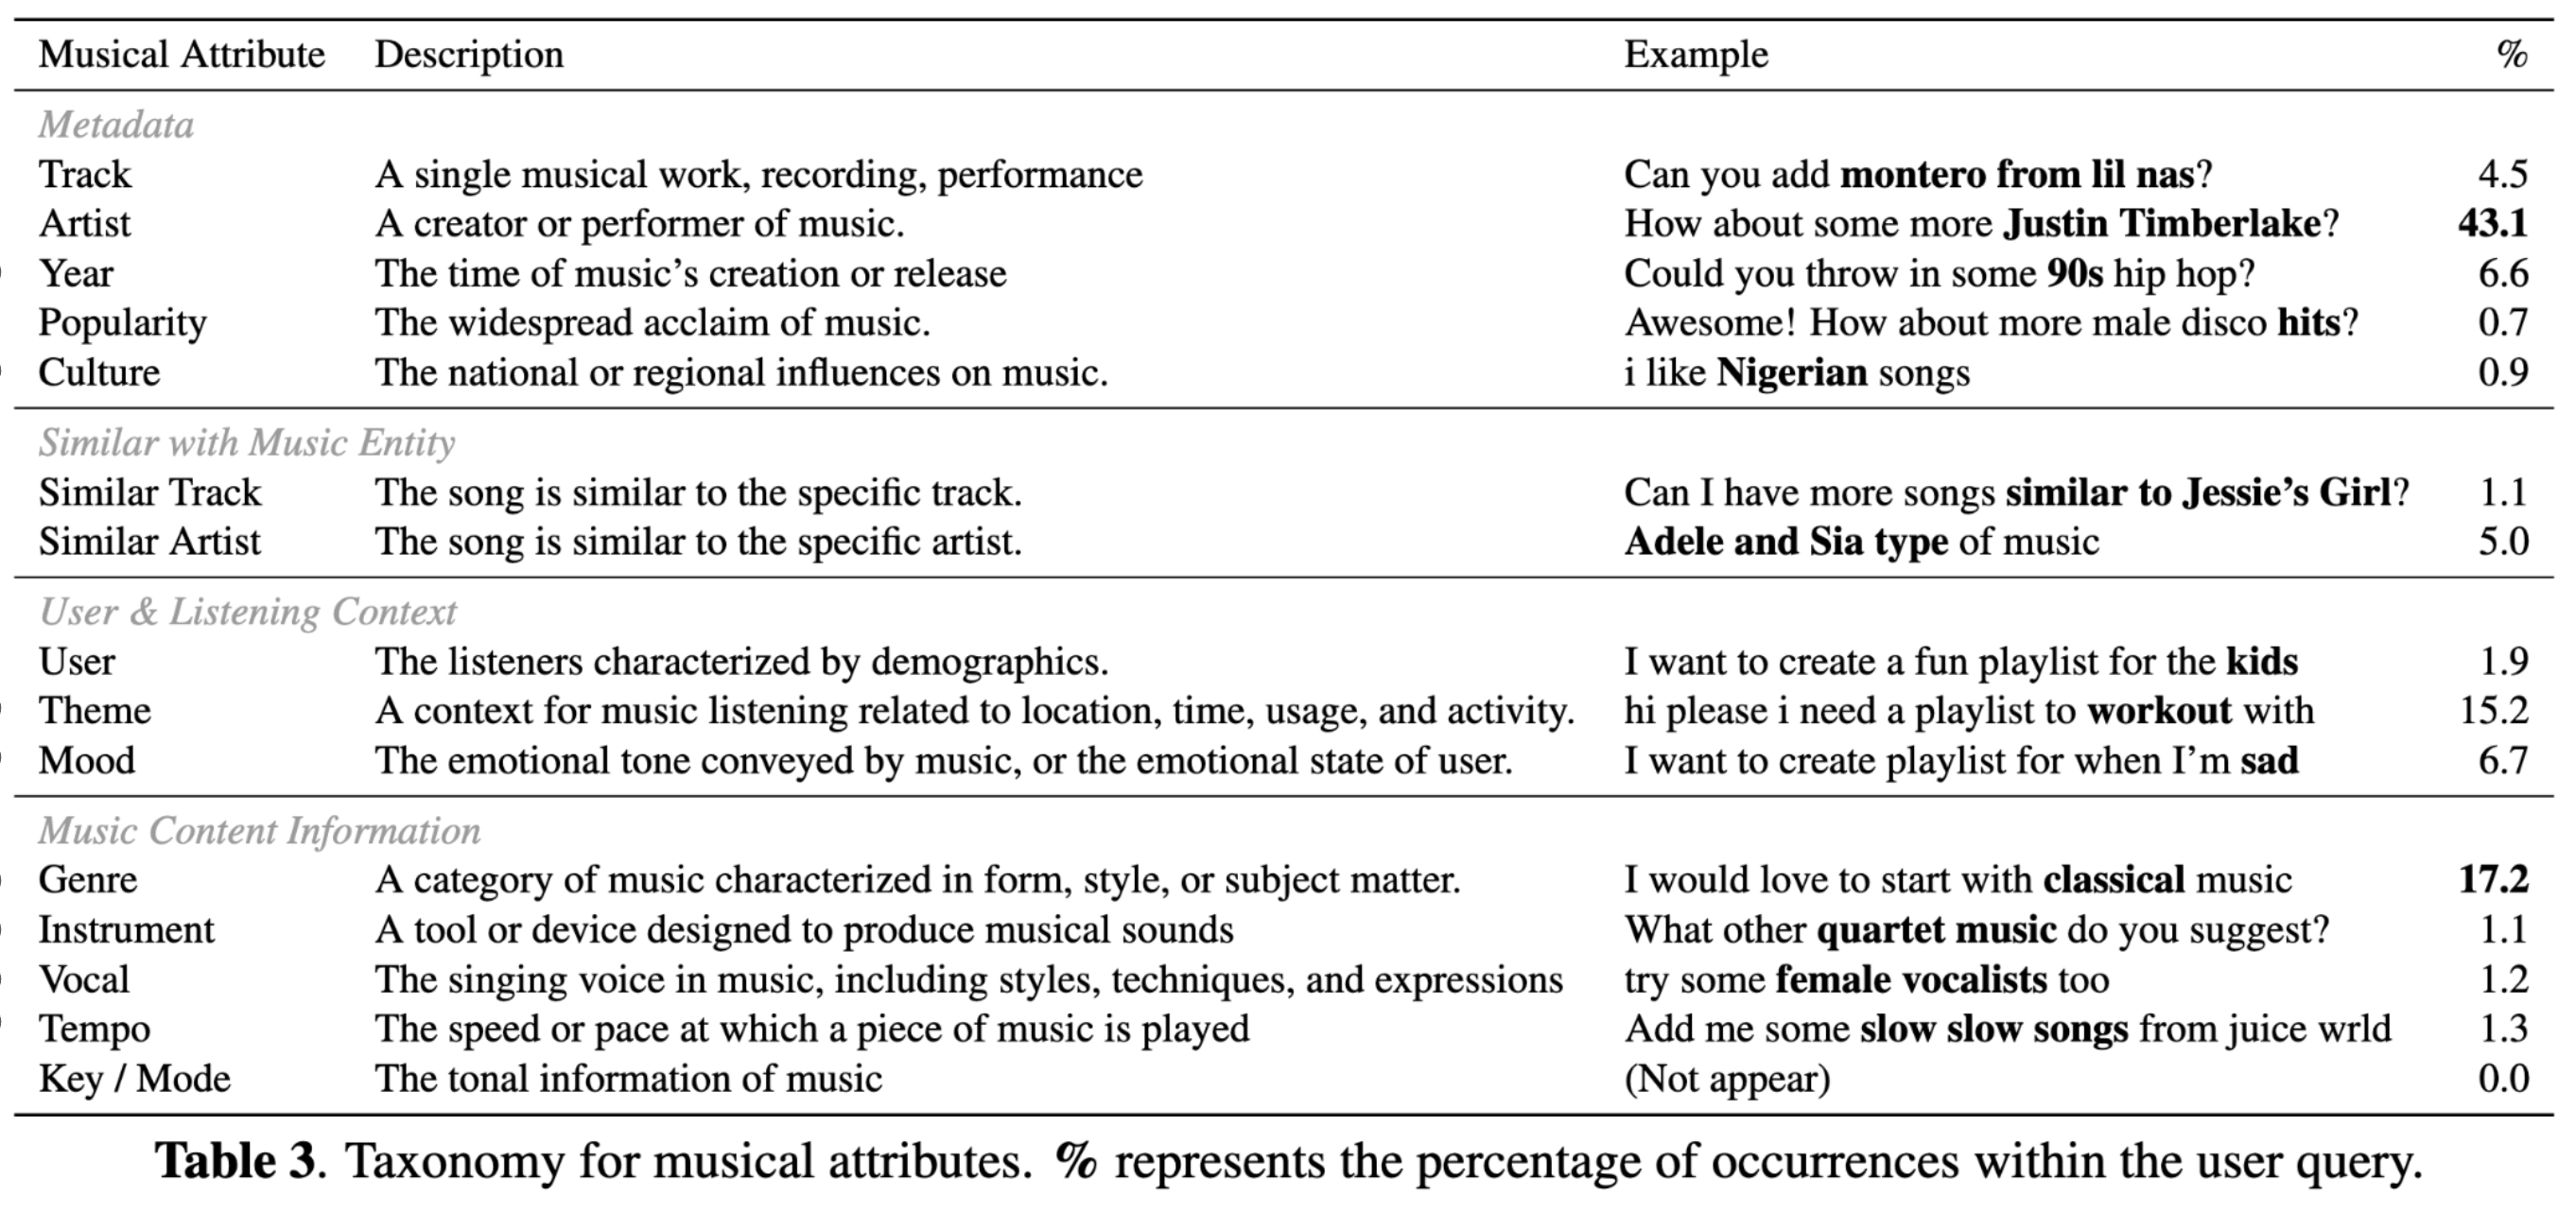 Musical Attribute Description Example %
Metadata
Track A single musical work, recording, performance Can you add montero from lil nas? 4.5
Artist A creator or performer of music. How about some more Justin Timberlake? 43.1
Year The time of music's creation or release Could you throw in some 90s hip hop? 6.6
Popularity The widespread acclaim of music. Awesome! How about more male disco hits? 0.7
Culture The national or regional influences on music. i like Nigerian songs 0.9
Similar with Music Entity
Similar Track The song is similar to the specific track. Can I have more songs similar to Jessie's Girl? 1.1
Similar Artist The song is similar to the specific artist. Adele and Sia type of music 5.0
User & Listening Context
User The listeners characterized by demographics. I want to create a fun playlist for the kids 1.9
Theme A context for music listening related to location, time, usage, and activity. hi please i need a playlist to workout with 15.2
Mood The emotional tone conveyed by music, or the emotional state of user. I want to create playlist for when I'm sad 6.7
Music Content Information
Genre A category of music characterized in form, style, or subject matter. I would love to start with classical music 17.2
Instrument A tool or device designed to produce musical sounds What other quartet music do you suggest? 1.1
Vocal The singing voice in music, including styles, techniques, and expressions try some female vocalists too 1.2
Tempo The speed or pace at which a piece of music is played Add me some slow slow songs from juice wrld 1.3
Key / Mode The tonal information of music (Not appear) 0.0
Table 3. Taxonomy for musical attributes. % represents the percentage of occurrences within the user query.